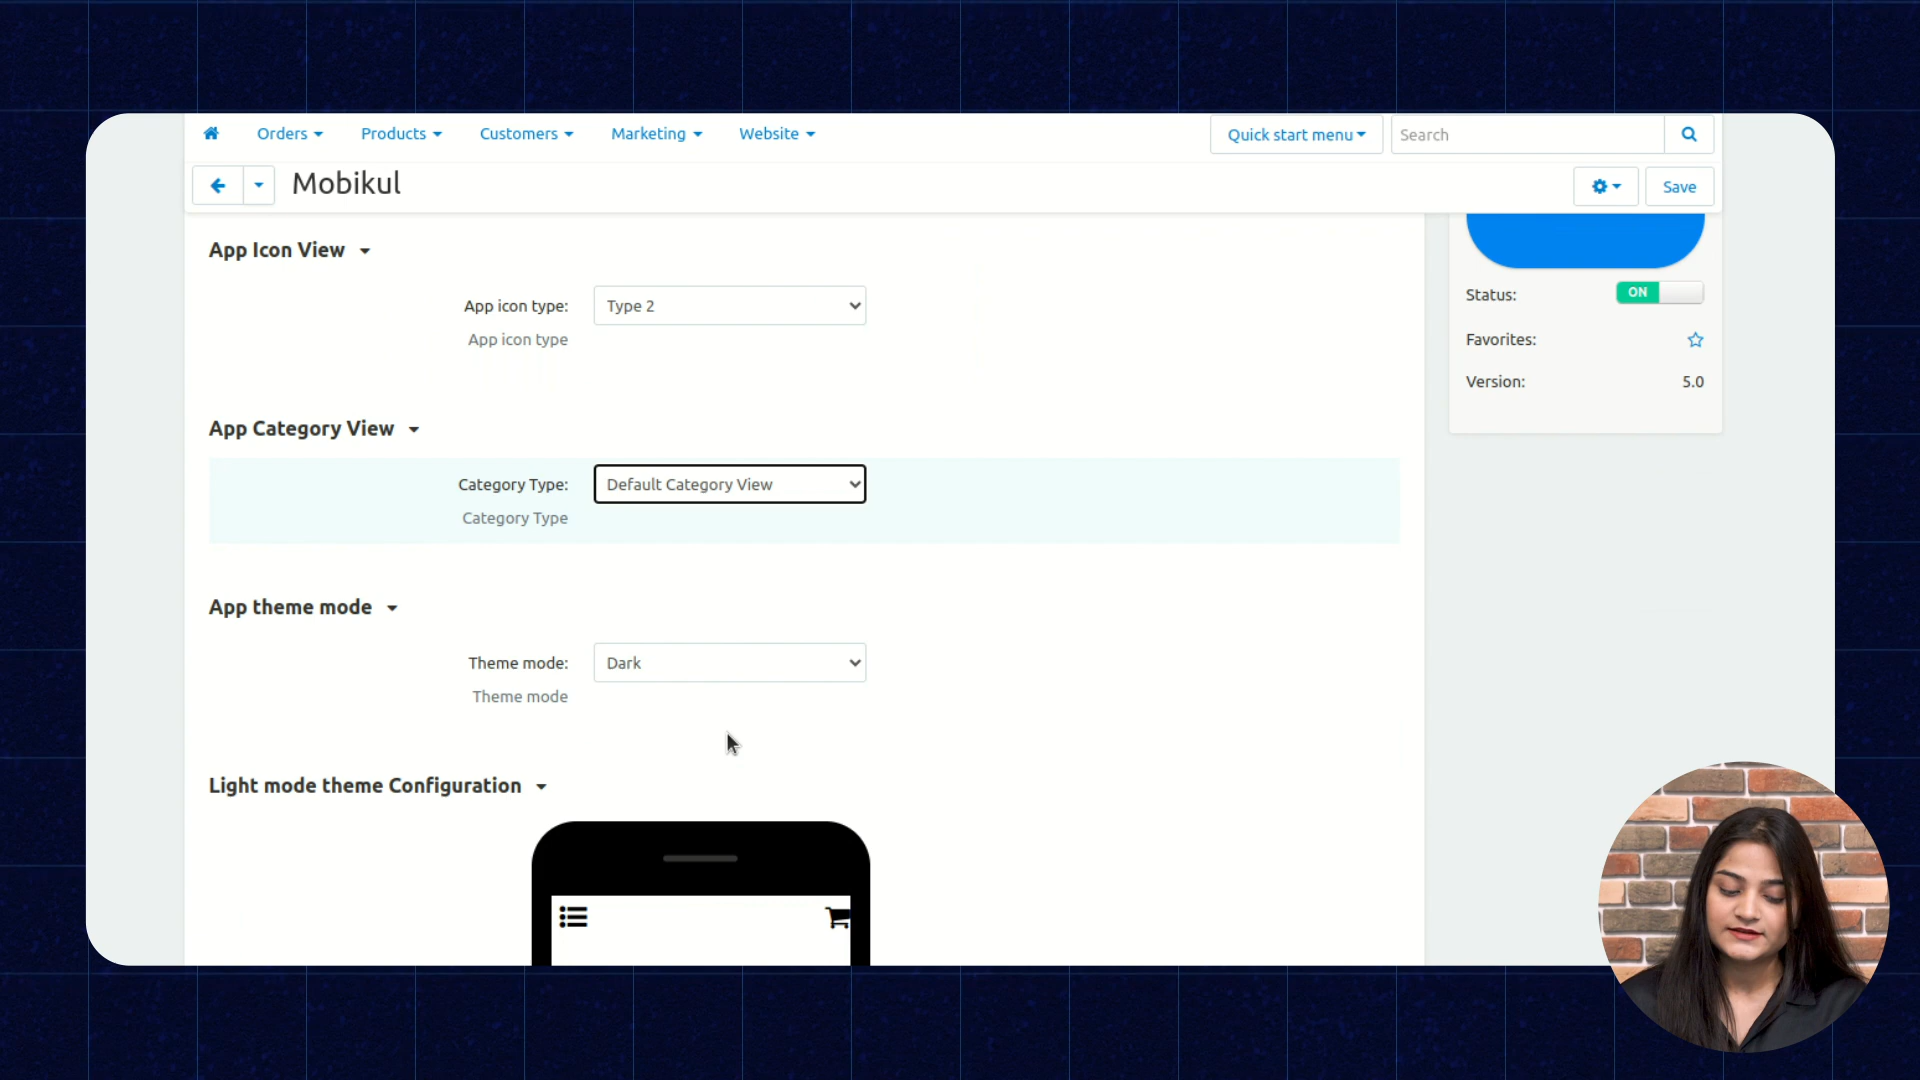 Orders Products Customers Marketing Website Quick start menu Search
Mobikul Save
App Icon View
App icon type: Type 2
App icon type
App Category View
Category Type: Default Category View
Category Type
App theme mode
Theme mode: Dark
Theme mode
Light mode theme Configuration
Status: ON
Favorites:
Version: 5.0